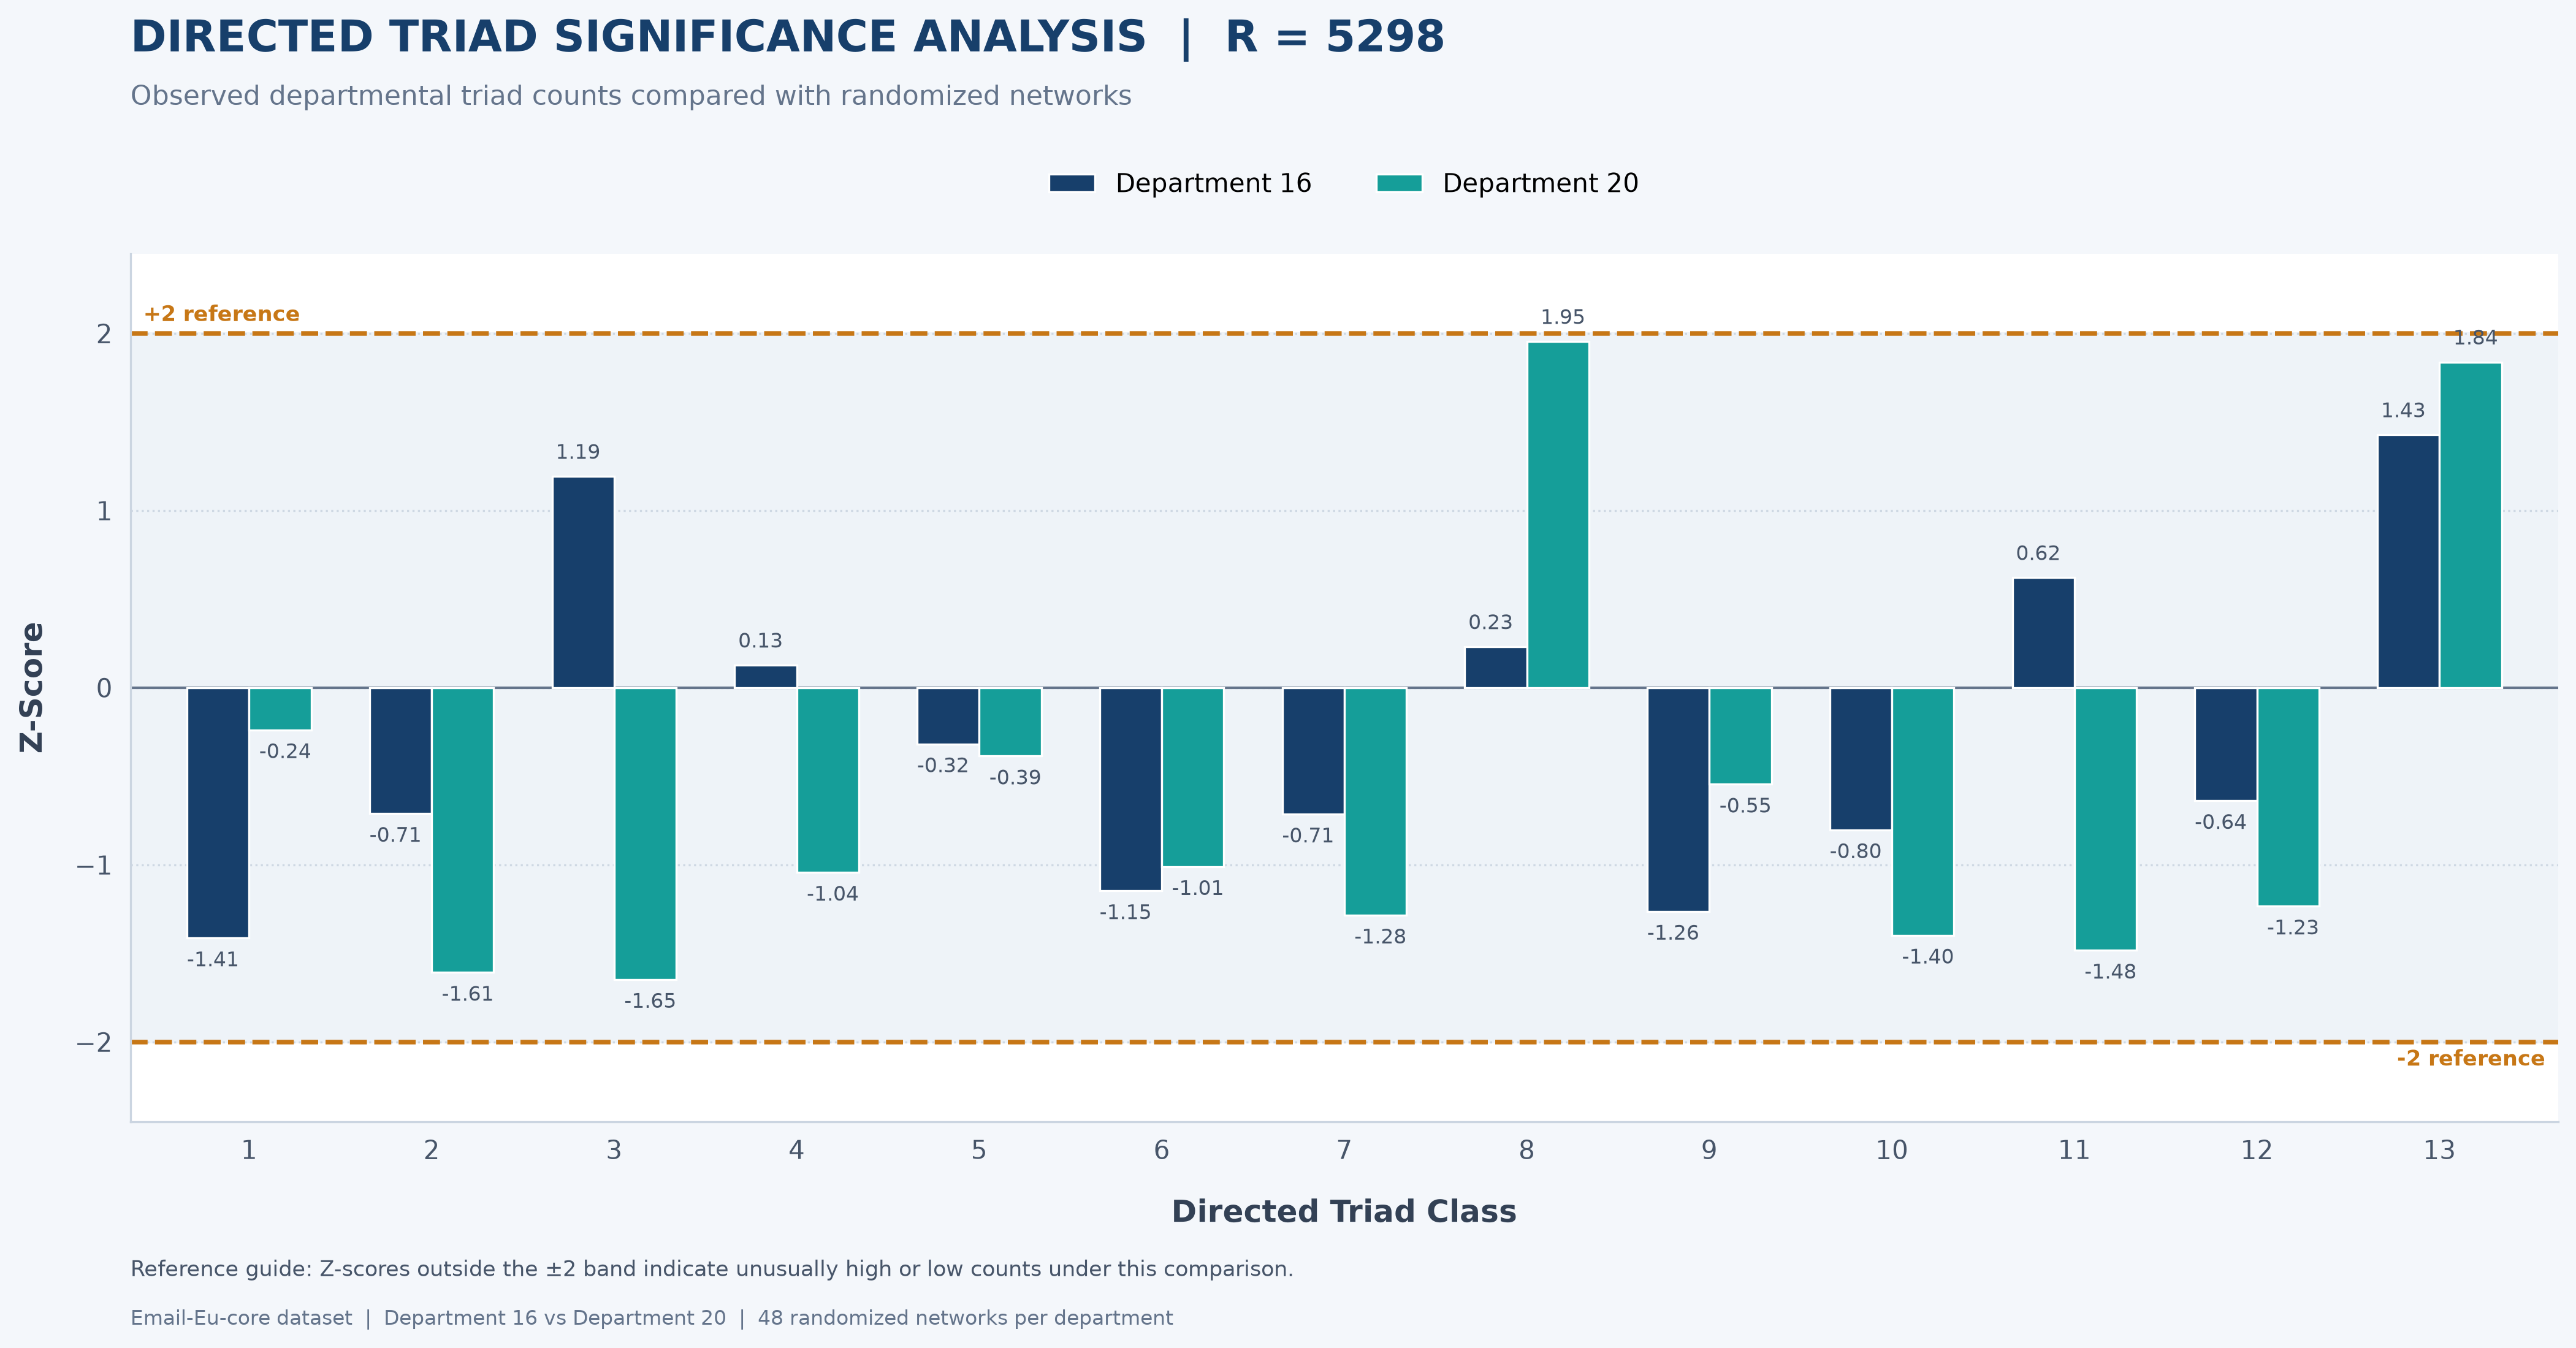 DIRECTED TRIAD SIGNIFICANCE ANALYSIS | R = 5298
Observed departmental triad counts compared with randomized networks
Department 16 Department 20
+2 reference
1.95
2
1.84
1.43
1.19
1
0.62
0.23
0.13
0
-0.24
-0.32 -0.39
-0.55
-0.71 -0.71 -0.64
-0.80
−1
-1.04
-1.15 -1.01
-1.28 -1.26 -1.23
-1.41 -1.40
-1.48
-1.61 -1.65
−2
-2 reference
Z-Score
1 2 3 4 5 6 7 8 9 10 11 12 13
Directed Triad Class
Reference guide: Z-scores outside the ±2 band indicate unusually high or low counts under this comparison.
Email-Eu-core dataset | Department 16 vs Department 20 | 48 randomized networks per department